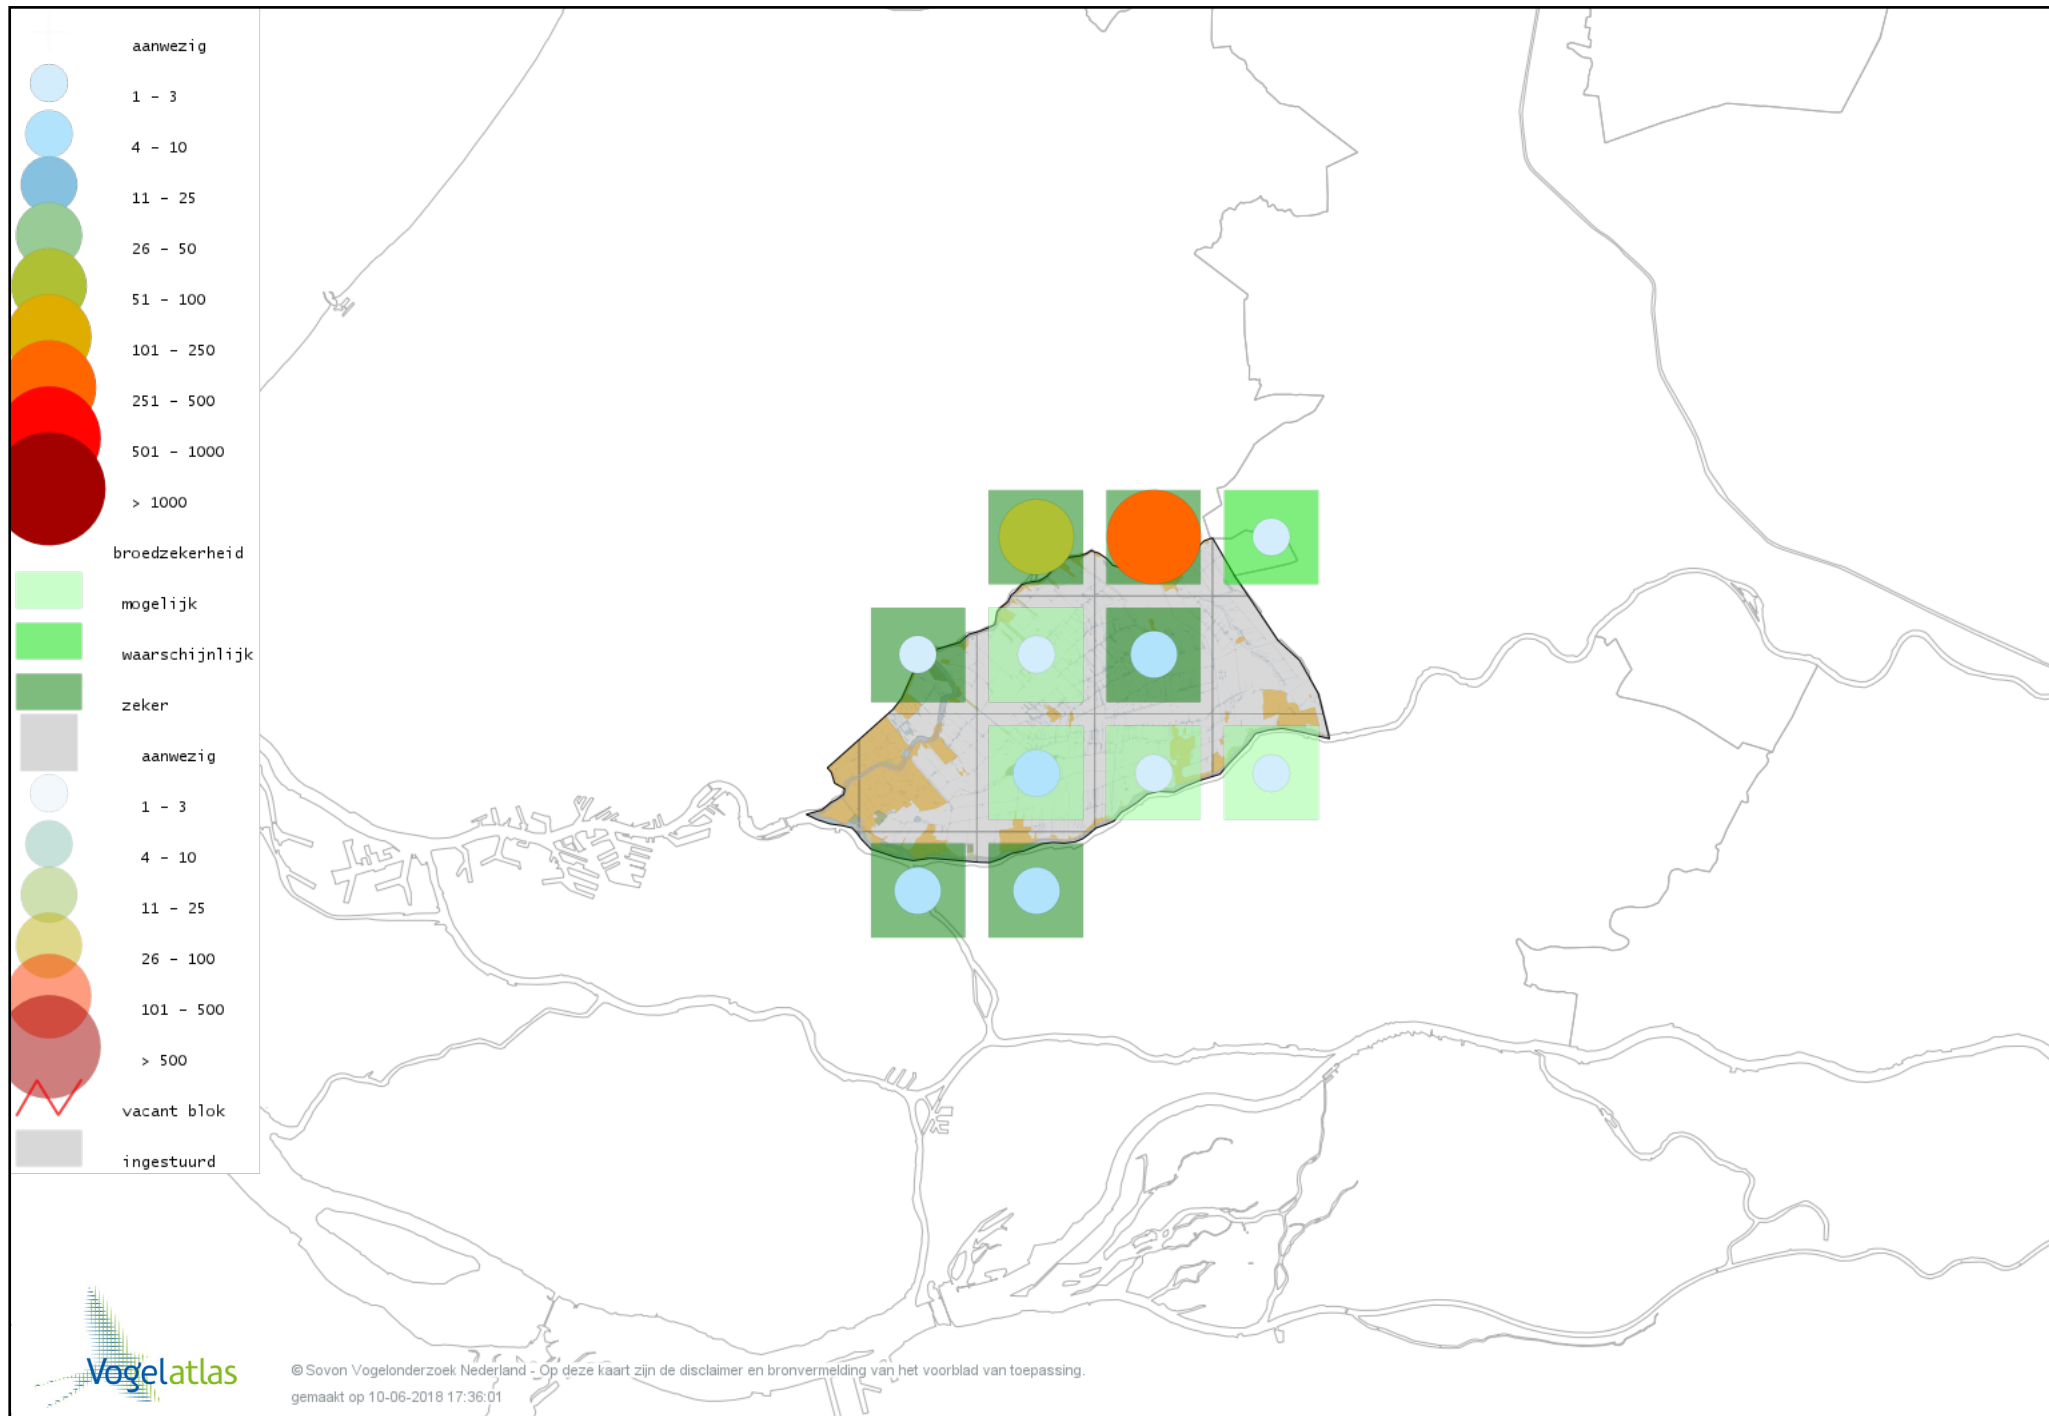 aanwezig
1 - 3
4 - 10
11 - 25
26 - 50
51 - 100
101 - 250
251 - 500
501 - 1000
> 1000
broedzekerheid
mogelijk
waarschijnlijk
zeker
aanwezig
1 - 3
4 - 10
11 - 25
26 - 100
101 - 500
> 500
vacant blok
ingestuurd
Vogelatlas
© Sovon Vogelonderzoek Nederland - Op deze kaart zijn de disclaimer en bronvermelding van het voorblad van toepassing.
gemaakt op 10-06-2018 17:36:01